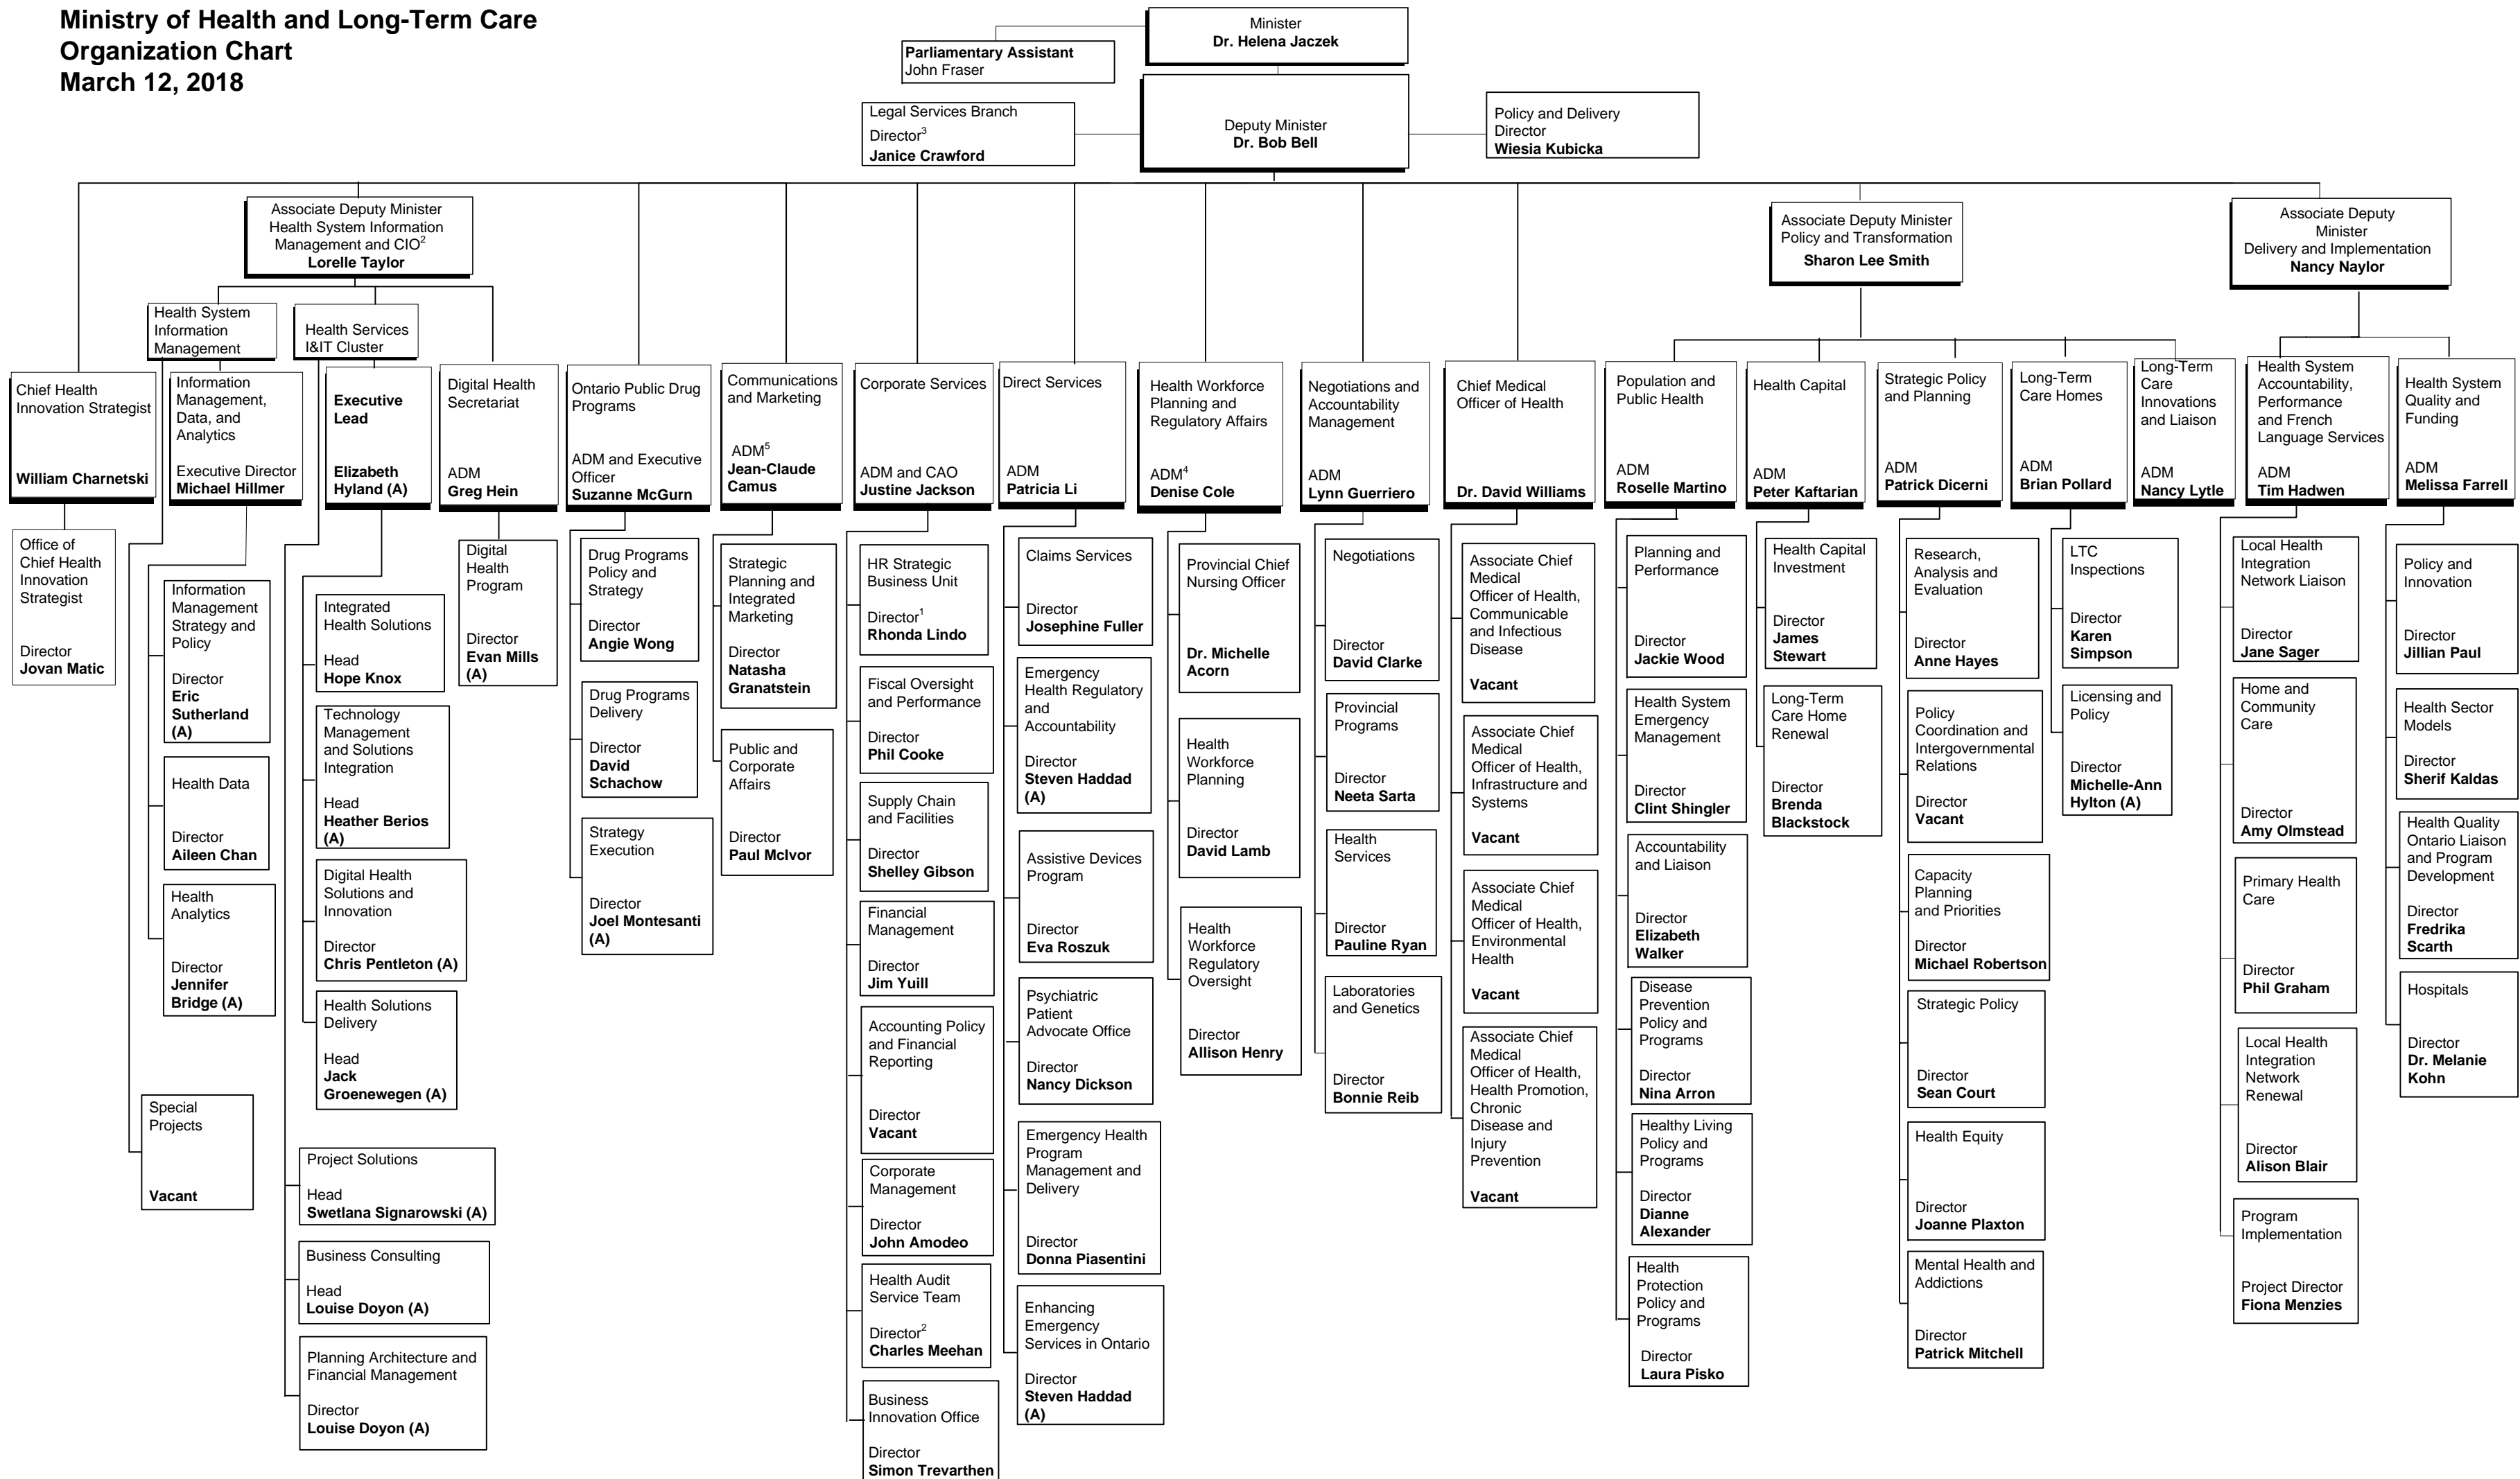 Ministry of Health and Long-Term Care
Organization Chart
March 12, 2018
Minister
Dr. Helena Jaczek
Parliamentary Assistant
John Fraser
Deputy Minister
Dr. Bob Bell
Legal Services Branch
Director3
Janice Crawford
Policy and Delivery
Director
Wiesia Kubicka
Associate Deputy Minister
Health System Information
Management and CIO2
Lorelle Taylor
Associate Deputy Minister
Policy and Transformation
Sharon Lee Smith
Associate Deputy
Minister
Delivery and Implementation
Nancy Naylor
Health System
Information
Management
Health Services
I&IT Cluster
Chief Health
Innovation Strategist
William Charnetski
Information
Management,
Data, and
Analytics
Executive Director
Michael Hillmer
Executive
Lead
Elizabeth
Hyland (A)
Digital Health
Secretariat
ADM
Greg Hein
Ontario Public Drug
Programs
ADM and Executive
Officer
Suzanne McGurn
Communications
and Marketing
ADM5
Jean-Claude
Camus
Corporate Services
ADM and CAO
Justine Jackson
Direct Services
ADM
Patricia Li
Health Workforce
Planning and
Regulatory Affairs
ADM4
Denise Cole
Negotiations and
Accountability
Management
ADM
Lynn Guerriero
Chief Medical
Officer of Health
Dr. David Williams
Population and
Public Health
ADM
Roselle Martino
Health Capital
ADM
Peter Kaftarian
Strategic Policy
and Planning
ADM
Patrick Dicerni
Long-Term
Care Homes
ADM
Brian Pollard
Long-Term
Care
Innovations
and Liaison
ADM
Nancy Lytle
Health System
Accountability,
Performance
and French
Language Services
ADM
Tim Hadwen
Health System
Quality and
Funding
ADM
Melissa Farrell
Office of
Chief Health
Innovation
Strategist
Director
Jovan Matic
Information
Management
Strategy and
Policy
Director
Eric
Sutherland
(A)
Health Data
Director
Aileen Chan
Health
Analytics
Director
Jennifer
Bridge (A)
Special
Projects
Vacant
Integrated
Health Solutions
Head
Hope Knox
Technology
Management
and Solutions
Integration
Head
Heather Berios
(A)
Digital Health
Solutions and
Innovation
Director
Chris Pentleton (A)
Health Solutions
Delivery
Head
Jack
Groenewegen (A)
Project Solutions
Head
Swetlana Signarowski (A)
Business Consulting
Head
Louise Doyon (A)
Planning Architecture and
Financial Management
Director
Louise Doyon (A)
Digital
Health
Program
Director
Evan Mills
(A)
Drug Programs
Policy and
Strategy
Director
Angie Wong
Drug Programs
Delivery
Director
David
Schachow
Strategy
Execution
Director
Joel Montesanti
(A)
Strategic
Planning and
Integrated
Marketing
Director
Natasha
Granatstein
Public and
Corporate
Affairs
Director
Paul McIvor
HR Strategic
Business Unit
Director1
Rhonda Lindo
Fiscal Oversight
and Performance
Director
Phil Cooke
Supply Chain
and Facilities
Director
Shelley Gibson
Financial
Management
Director
Jim Yuill
Accounting Policy
and Financial
Reporting
Director
Vacant
Corporate
Management
Director
John Amodeo
Health Audit
Service Team
Director2
Charles Meehan
Business
Innovation Office
Director
Simon Trevarthen
Claims Services
Director
Josephine Fuller
Emergency
Health Regulatory
and
Accountability
Director
Steven Haddad
(A)
Assistive Devices
Program
Director
Eva Roszuk
Psychiatric
Patient
Advocate Office
Director
Nancy Dickson
Emergency Health
Program
Management and
Delivery
Director
Donna Piasentini
Enhancing
Emergency
Services in Ontario
Director
Steven Haddad
(A)
Provincial Chief
Nursing Officer
Dr. Michelle
Acorn
Health
Workforce
Planning
Director
David Lamb
Health
Workforce
Regulatory
Oversight
Director
Allison Henry
Negotiations
Director
David Clarke
Provincial
Programs
Director
Neeta Sarta
Health
Services
Director
Pauline Ryan
Laboratories
and Genetics
Director
Bonnie Reib
Associate Chief
Medical
Officer of Health,
Communicable
and Infectious
Disease
Vacant
Associate Chief
Medical
Officer of Health,
Infrastructure and
Systems
Vacant
Associate Chief
Medical
Officer of Health,
Environmental
Health
Vacant
Associate Chief
Medical
Officer of Health,
Health Promotion,
Chronic
Disease and
Injury
Prevention
Vacant
Planning and
Performance
Director
Jackie Wood
Health System
Emergency
Management
Director
Clint Shingler
Accountability
and Liaison
Director
Elizabeth
Walker
Disease
Prevention
Policy and
Programs
Director
Nina Arron
Healthy Living
Policy and
Programs
Director
Dianne
Alexander
Health
Protection
Policy and
Programs
Director
Laura Pisko
Health Capital
Investment
Director
James
Stewart
Long-Term
Care Home
Renewal
Director
Brenda
Blackstock
Research,
Analysis and
Evaluation
Director
Anne Hayes
Policy
Coordination and
Intergovernmental
Relations
Director
Vacant
Capacity
Planning
and Priorities
Director
Michael Robertson
Strategic Policy
Director
Sean Court
Health Equity
Director
Joanne Plaxton
Mental Health and
Addictions
Director
Patrick Mitchell
LTC
Inspections
Director
Karen
Simpson
Licensing and
Policy
Director
Michelle-Ann
Hylton (A)
Local Health
Integration
Network Liaison
Director
Jane Sager
Home and
Community
Care
Director
Amy Olmstead
Primary Health
Care
Director
Phil Graham
Local Health
Integration
Network
Renewal
Director
Alison Blair
Program
Implementation
Project Director
Fiona Menzies
Policy and
Innovation
Director
Jillian Paul
Health Sector
Models
Director
Sherif Kaldas
Health Quality
Ontario Liaison
and Program
Development
Director
Fredrika
Scarth
Hospitals
Director
Dr. Melanie
Kohn